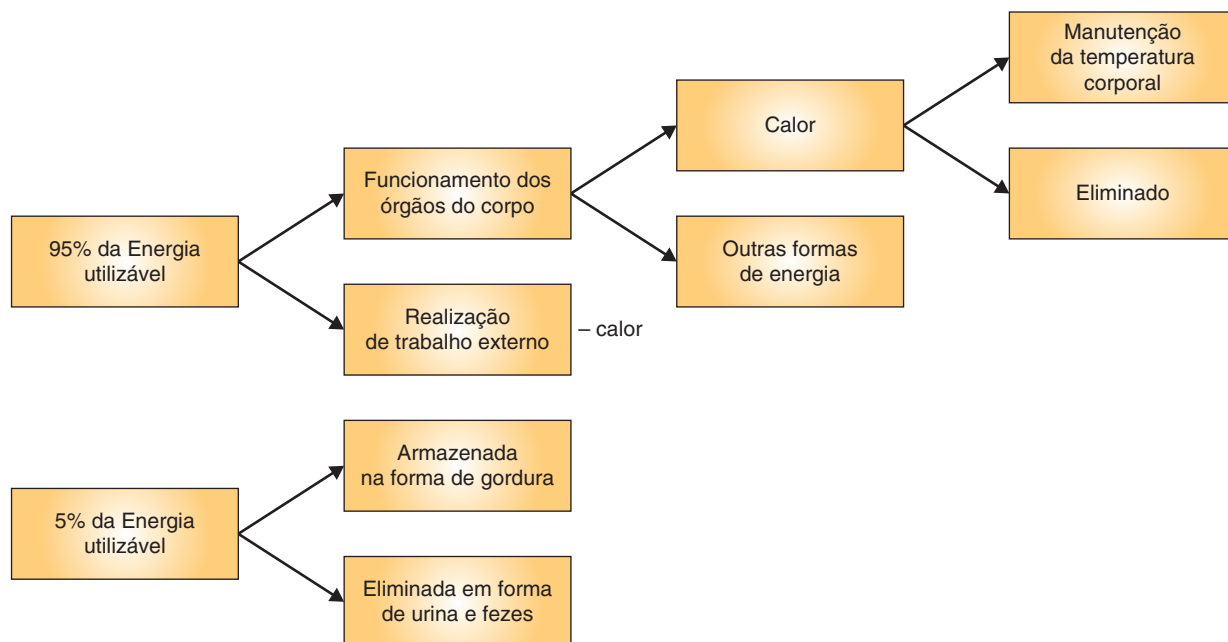 95% da Energia
utilizável
Funcionamento dos
órgãos do corpo
Calor
Manutenção
da temperatura
corporal
Eliminado
Outras formas
de energia
Realização
de trabalho externo
– calor
5% da Energia
utilizável
Armazenada
na forma de gordura
Eliminada em forma
de urina e fezes